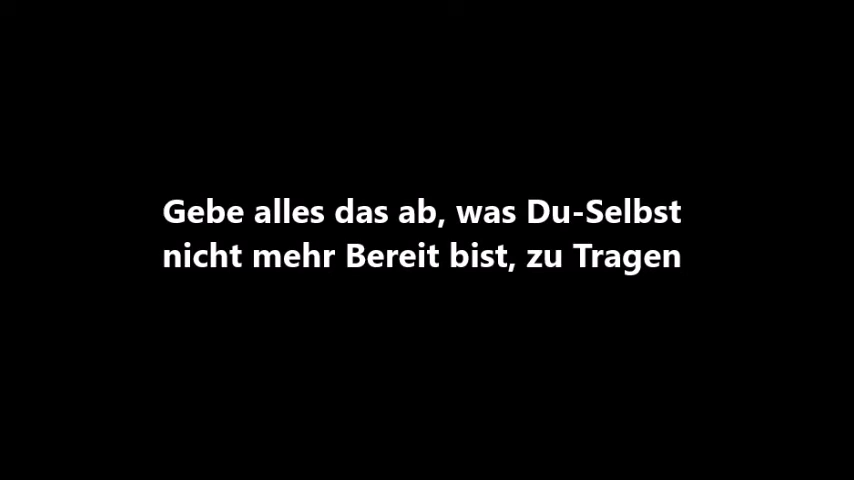 Gebe alles das ab, was Du-Selbst
nicht mehr Bereit bist, zu Tragen